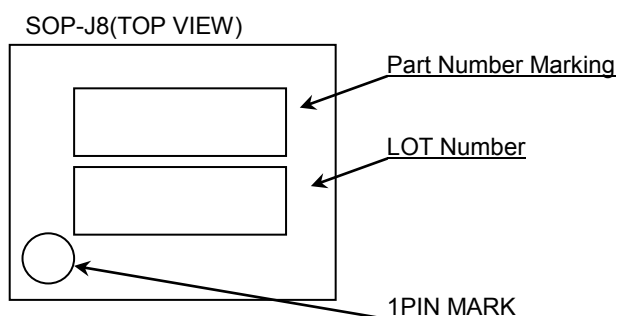 SOP-J8(TOP VIEW)
Part Number Marking
LOT Number
1PIN MARK